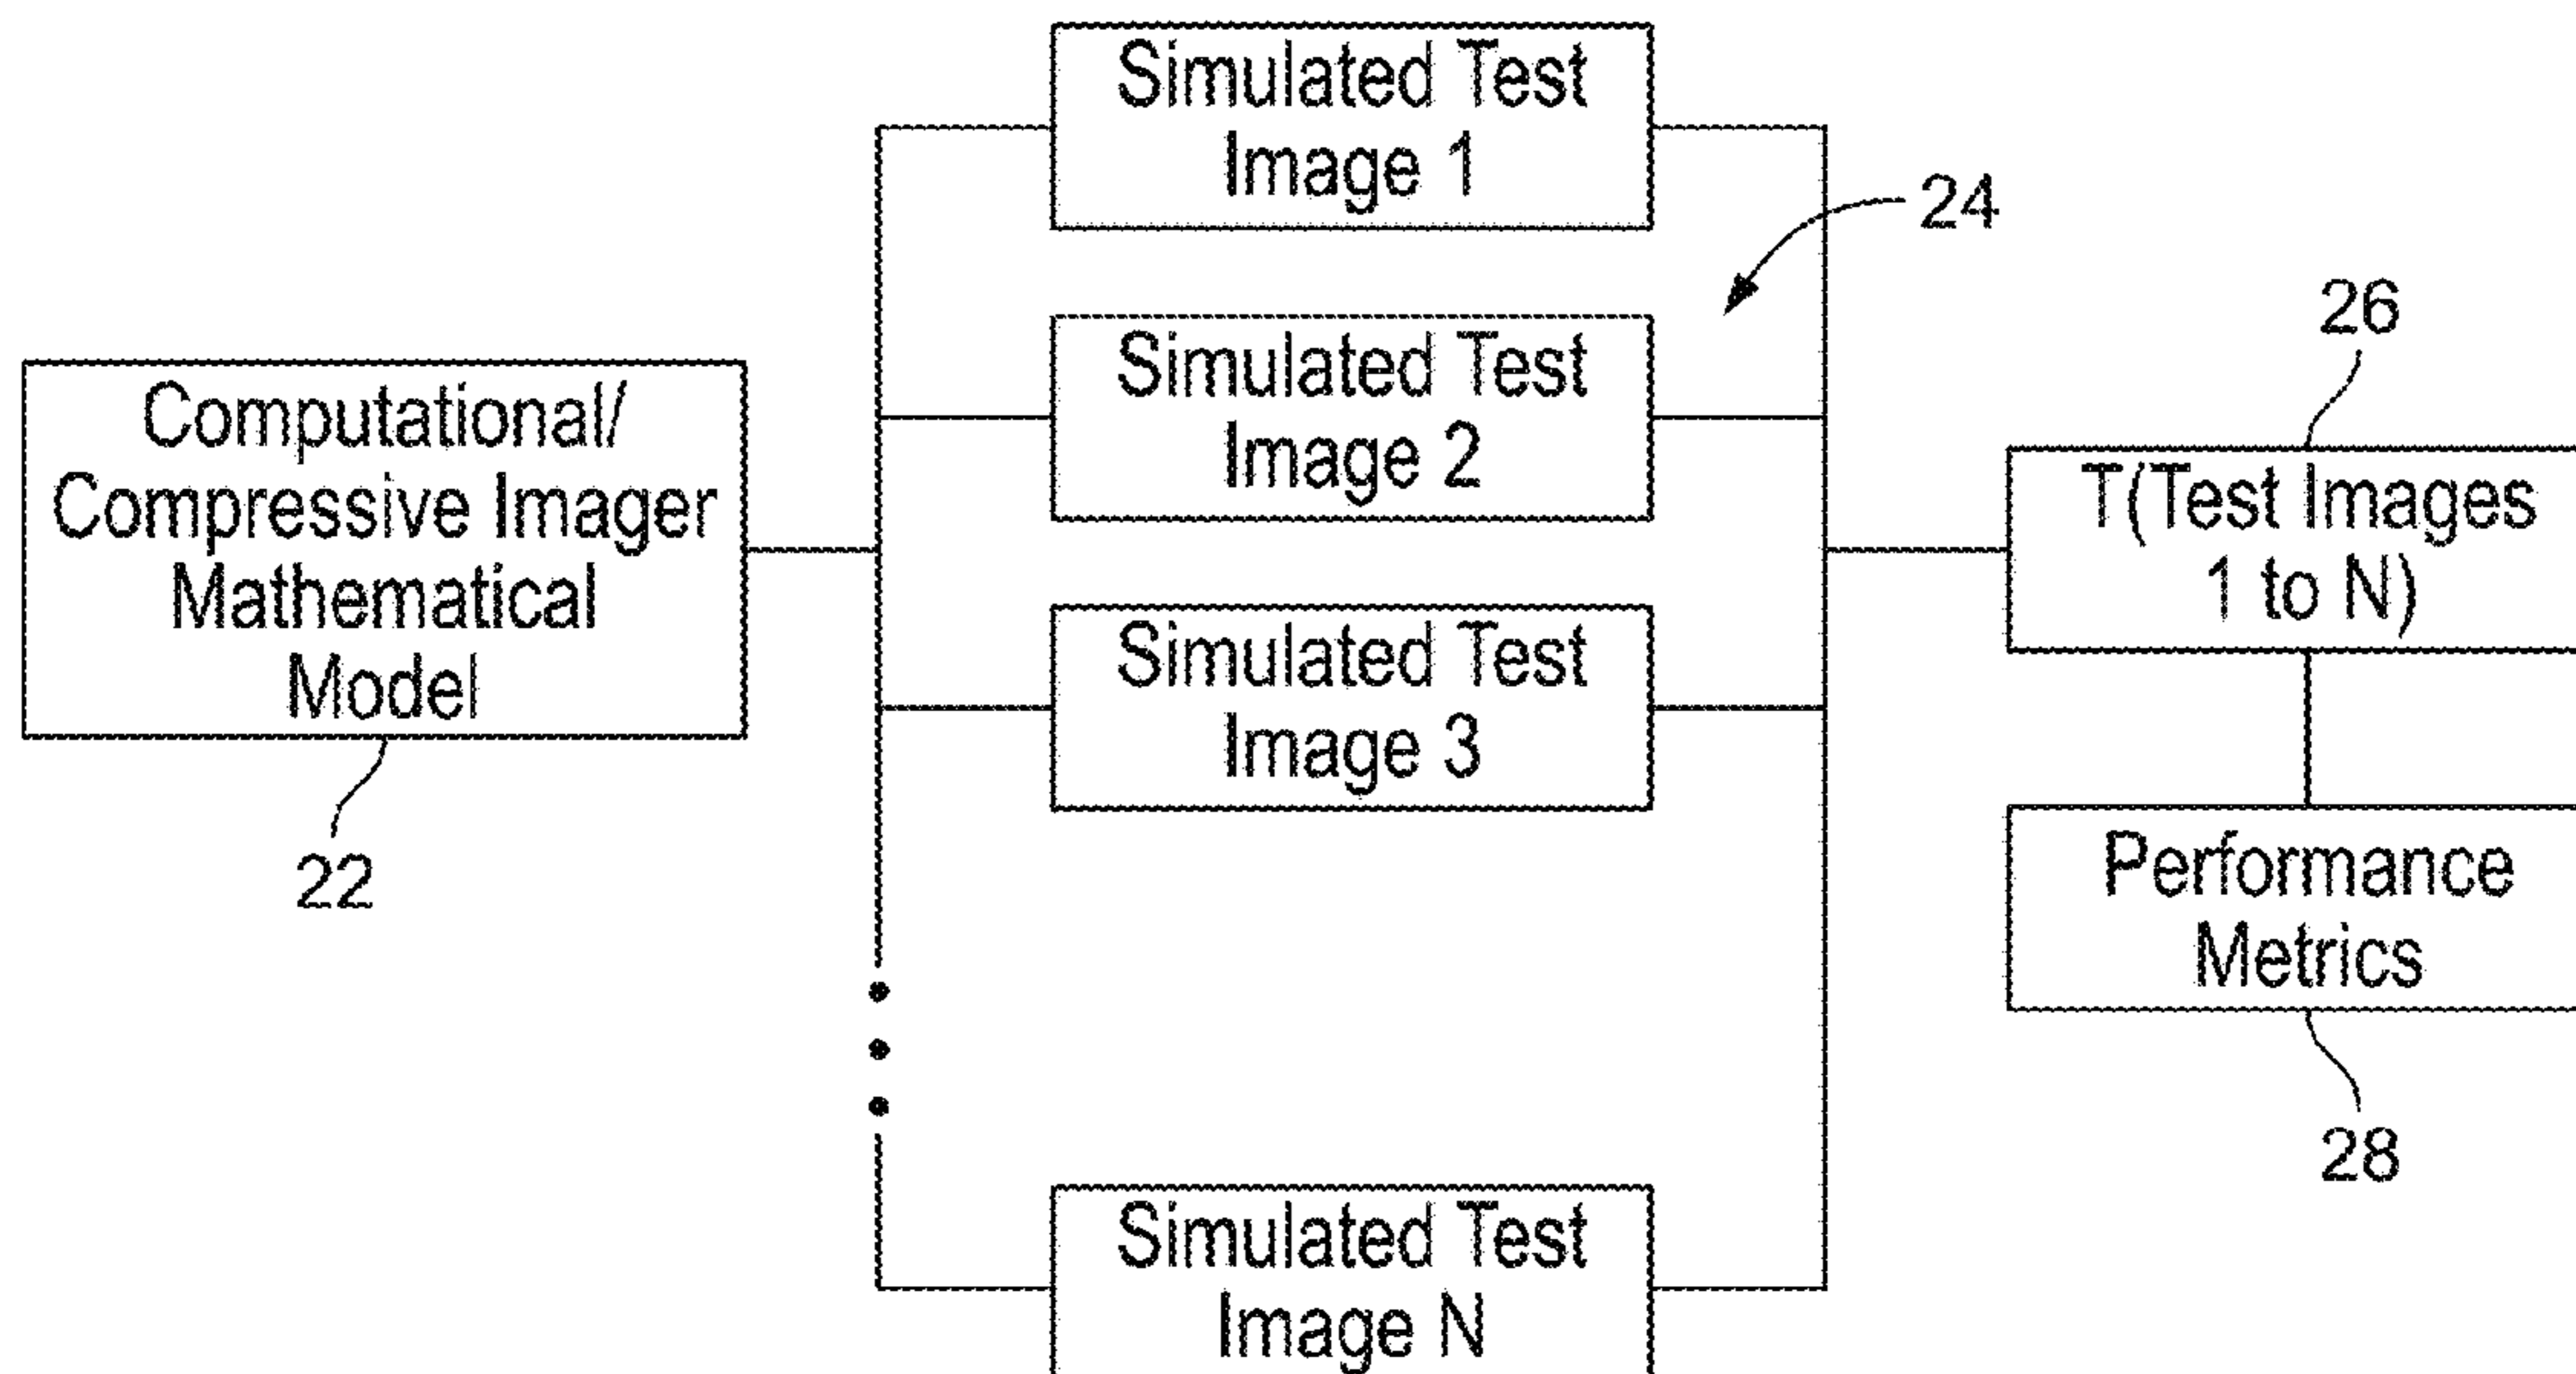 Computational/
Compressive Imager
Mathematical
Model
22
Simulated Test
Image 1
Simulated Test
Image 2
Simulated Test
Image 3
Simulated Test
Image N
24
26
T(Test Images
1 to N)
Performance
Metrics
28